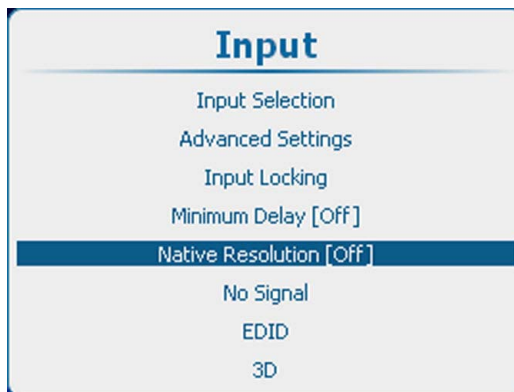 Input
Input Selection
Advanced Settings
Input Locking
Minimum Delay [Off]
Native Resolution [Off]
No Signal
EDID
3D